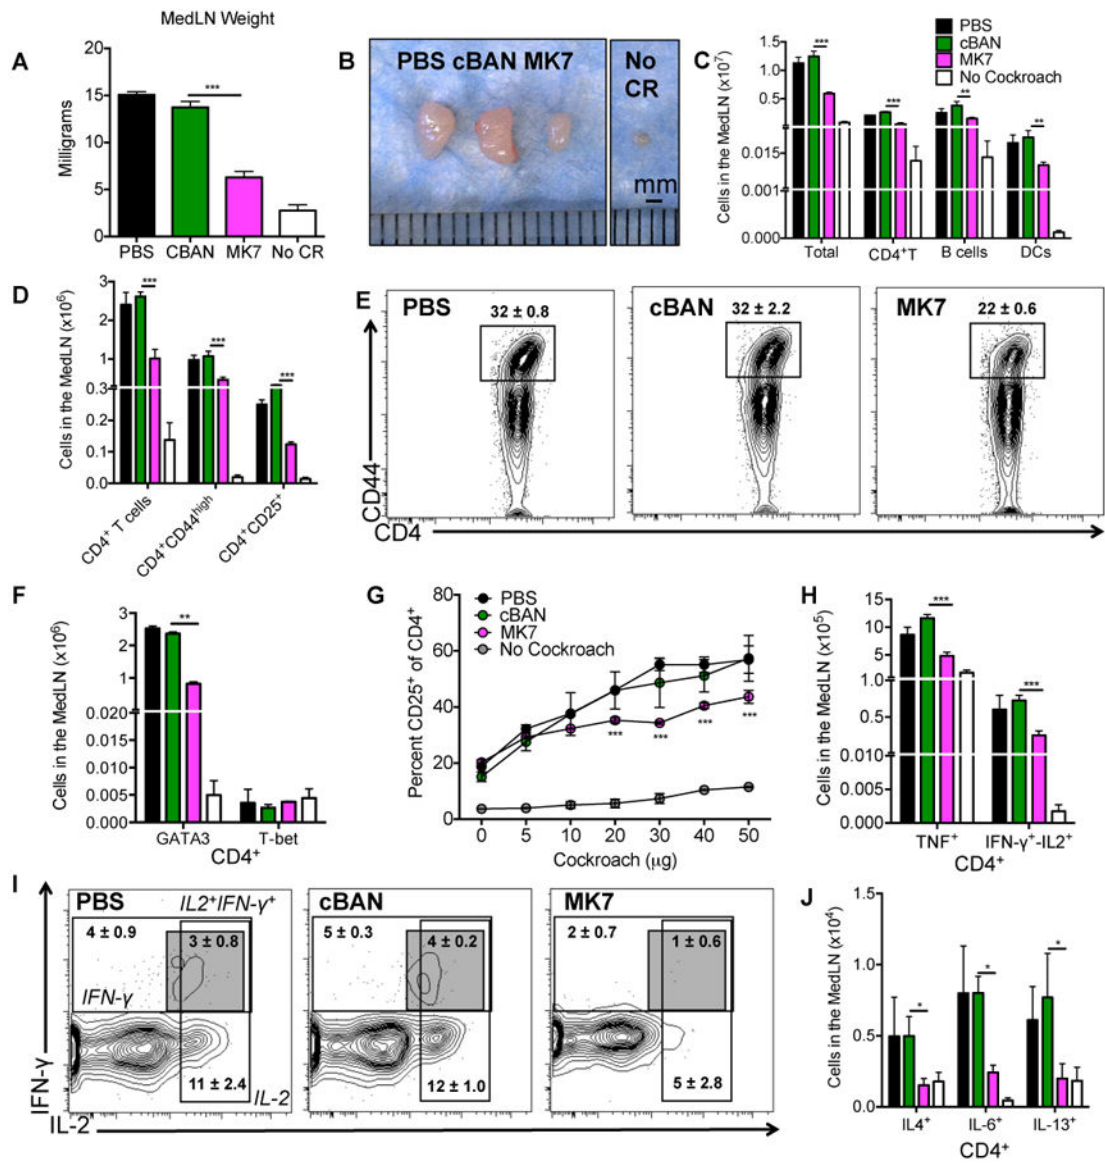 MedLN Weight
A
Milligrams
20
15
10
5
0
PBS
CBAN
MK7
No CR
***
B
PBS cBAN MK7
No
CR
mm
C
Cells in the MedLN (x10⁷)
1.5
1.0
0.5
0.015
0.001
0.000
***
***
**
**
Total
CD4⁺T
B cells
DCs
PBS
cBAN
MK7
No Cockroach
D
Cells in the MedLN (x10⁶)
3
2
1
0.3
0.2
0.1
0.0
***
***
***
CD4⁺ T cells
CD4⁺CD44ʰⁱᵍʰ
CD4⁺CD25⁺
E
PBS
32 ± 0.8
cBAN
32 ± 2.2
MK7
22 ± 0.6
CD44
CD4
F
Cells in the MedLN (x10⁶)
3
2
1
0.020
0.015
0.010
0.005
0.000
**
GATA3
T-bet
CD4⁺
G
Percent CD25⁺ of CD4⁺
80
60
40
20
0
PBS
cBAN
MK7
No Cockroach
***
***
***
***
0
5
10
20
30
40
50
Cockroach (μg)
H
Cells in the MedLN (x10⁵)
15
10
5
1.0
0.5
0.010
0.005
0.000
***
***
TNF⁺
IFN-γ⁺-IL2⁺
CD4⁺
I
PBS
IL2⁺IFN-γ⁺
4 ± 0.9
3 ± 0.8
IFN-γ
11 ± 2.4
IL-2
cBAN
5 ± 0.3
4 ± 0.2
12 ± 1.0
MK7
2 ± 0.7
1 ± 0.6
5 ± 2.8
IFN-γ
IL-2
J
Cells in the MedLN (x10⁴)
1.5
1.0
0.5
0.0
*
*
*
IL4⁺
IL-6⁺
IL-13⁺
CD4⁺